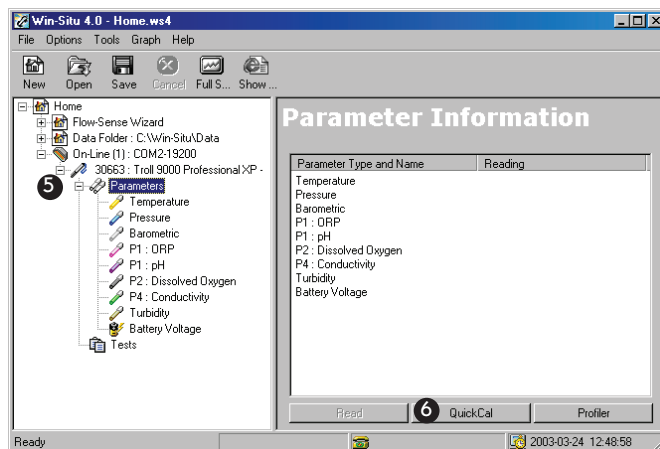 Win-Situ 4.0 - Home.ws4
File Options Tools Graph Help
New Open Save Cancel Full S... Show ...
Home
Flow-Sense Wizard
Data Folder : C:\Win-Situ\Data
On-Line (1) : COM2-19200
30663 : Troll 9000 Professional XP -
5
Parameters
Temperature
Pressure
Barometric
P1 : ORP
P1 : pH
P2 : Dissolved Oxygen
P4 : Conductivity
Turbidity
Battery Voltage
Tests
Parameter Information
Parameter Type and Name Reading
Temperature
Pressure
Barometric
P1 : ORP
P1 : pH
P2 : Dissolved Oxygen
P4 : Conductivity
Turbidity
Battery Voltage
Read 6 QuickCal Profiler
Ready 2003-03-24 12:48:58